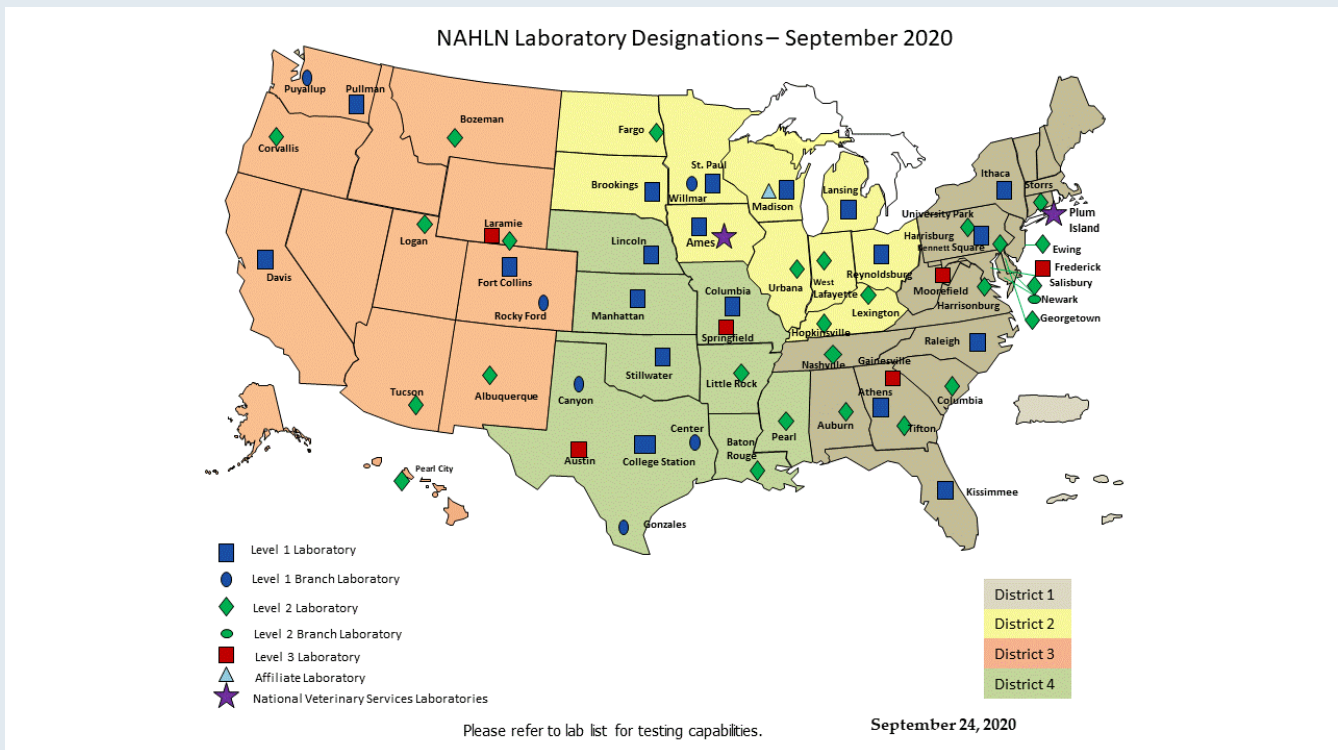 NAHLN Laboratory Designations – September 2020
Puyallup
Pullman
Corvallis
Bozeman
Fargo
St. Paul
Brookings
Willmar
Madison
Lansing
Ithaca
Storrs
Plum
Island
University Park
Harrisburg
Kennett Square
Ewing
Frederick
Salisbury
Newark
Georgetown
Logan
Laramie
Lincoln
Ames
Davis
Fort Collins
Rocky Ford
Manhattan
Columbia
Springfield
Urbana
West
Lafayette
Reynoldsburg
Lexington
Hopkinsville
Moorefield
Harrisonburg
Raleigh
Nashville
Gainesville
Athens
Columbia
Tucson
Albuquerque
Stillwater
Little Rock
Canyon
Center
Austin
College Station
Baton
Rouge
Pearl
Auburn
Tifton
Kissimmee
Gonzales
Pearl City
Level 1 Laboratory
Level 1 Branch Laboratory
Level 2 Laboratory
Level 2 Branch Laboratory
Level 3 Laboratory
Affiliate Laboratory
National Veterinary Services Laboratories
District 1
District 2
District 3
District 4
Please refer to lab list for testing capabilities.
September 24, 2020